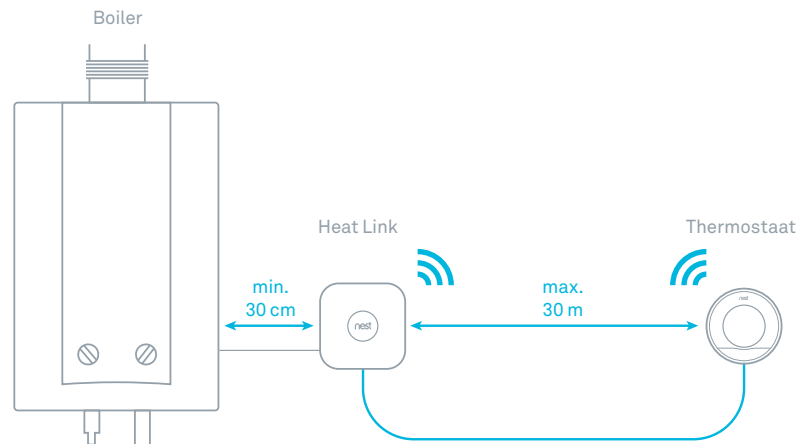 Boiler
Heat Link
Thermostaat
min.
30 cm
max.
30 m
nest
nest